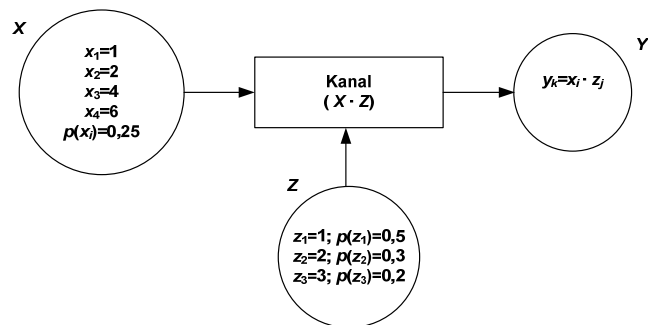 X
x₁=1
x₂=2
x₃=4
x₄=6
p(xᵢ)=0,25
Kanal
( X · Z)
Y
yₖ=xᵢ · zⱼ
Z
z₁=1; p(z₁)=0,5
z₂=2; p(z₂)=0,3
z₃=3; p(z₃)=0,2